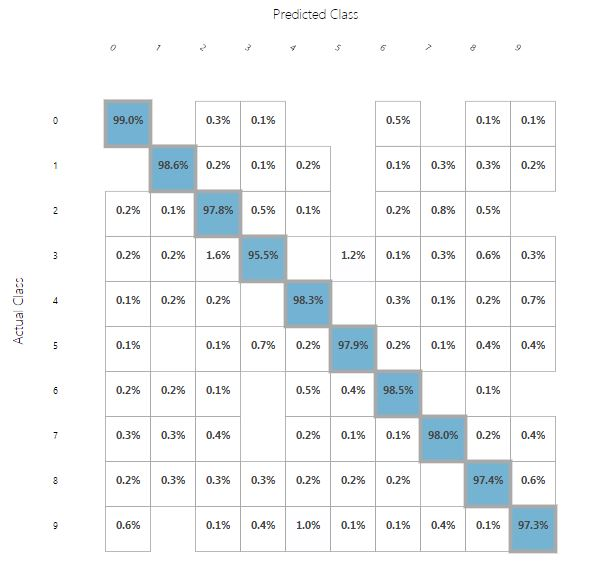 Predicted Class
0 1 2 3 4 5 6 7 8 9
Actual Class
0 99.0% 0.3% 0.1% 0.5% 0.1% 0.1%
1 98.6% 0.2% 0.1% 0.2% 0.1% 0.3% 0.3% 0.2%
2 0.2% 0.1% 97.8% 0.5% 0.1% 0.2% 0.8% 0.5%
3 0.2% 0.2% 1.6% 95.5% 1.2% 0.1% 0.3% 0.6% 0.3%
4 0.1% 0.2% 0.2% 98.3% 0.3% 0.1% 0.2% 0.7%
5 0.1% 0.1% 0.7% 0.2% 97.9% 0.2% 0.1% 0.4% 0.4%
6 0.2% 0.2% 0.1% 0.5% 0.4% 98.5% 0.1%
7 0.3% 0.3% 0.4% 0.2% 0.1% 0.1% 98.0% 0.2% 0.4%
8 0.2% 0.3% 0.3% 0.3% 0.2% 0.2% 0.2% 97.4% 0.6%
9 0.6% 0.1% 0.4% 1.0% 0.1% 0.1% 0.4% 0.1% 97.3%